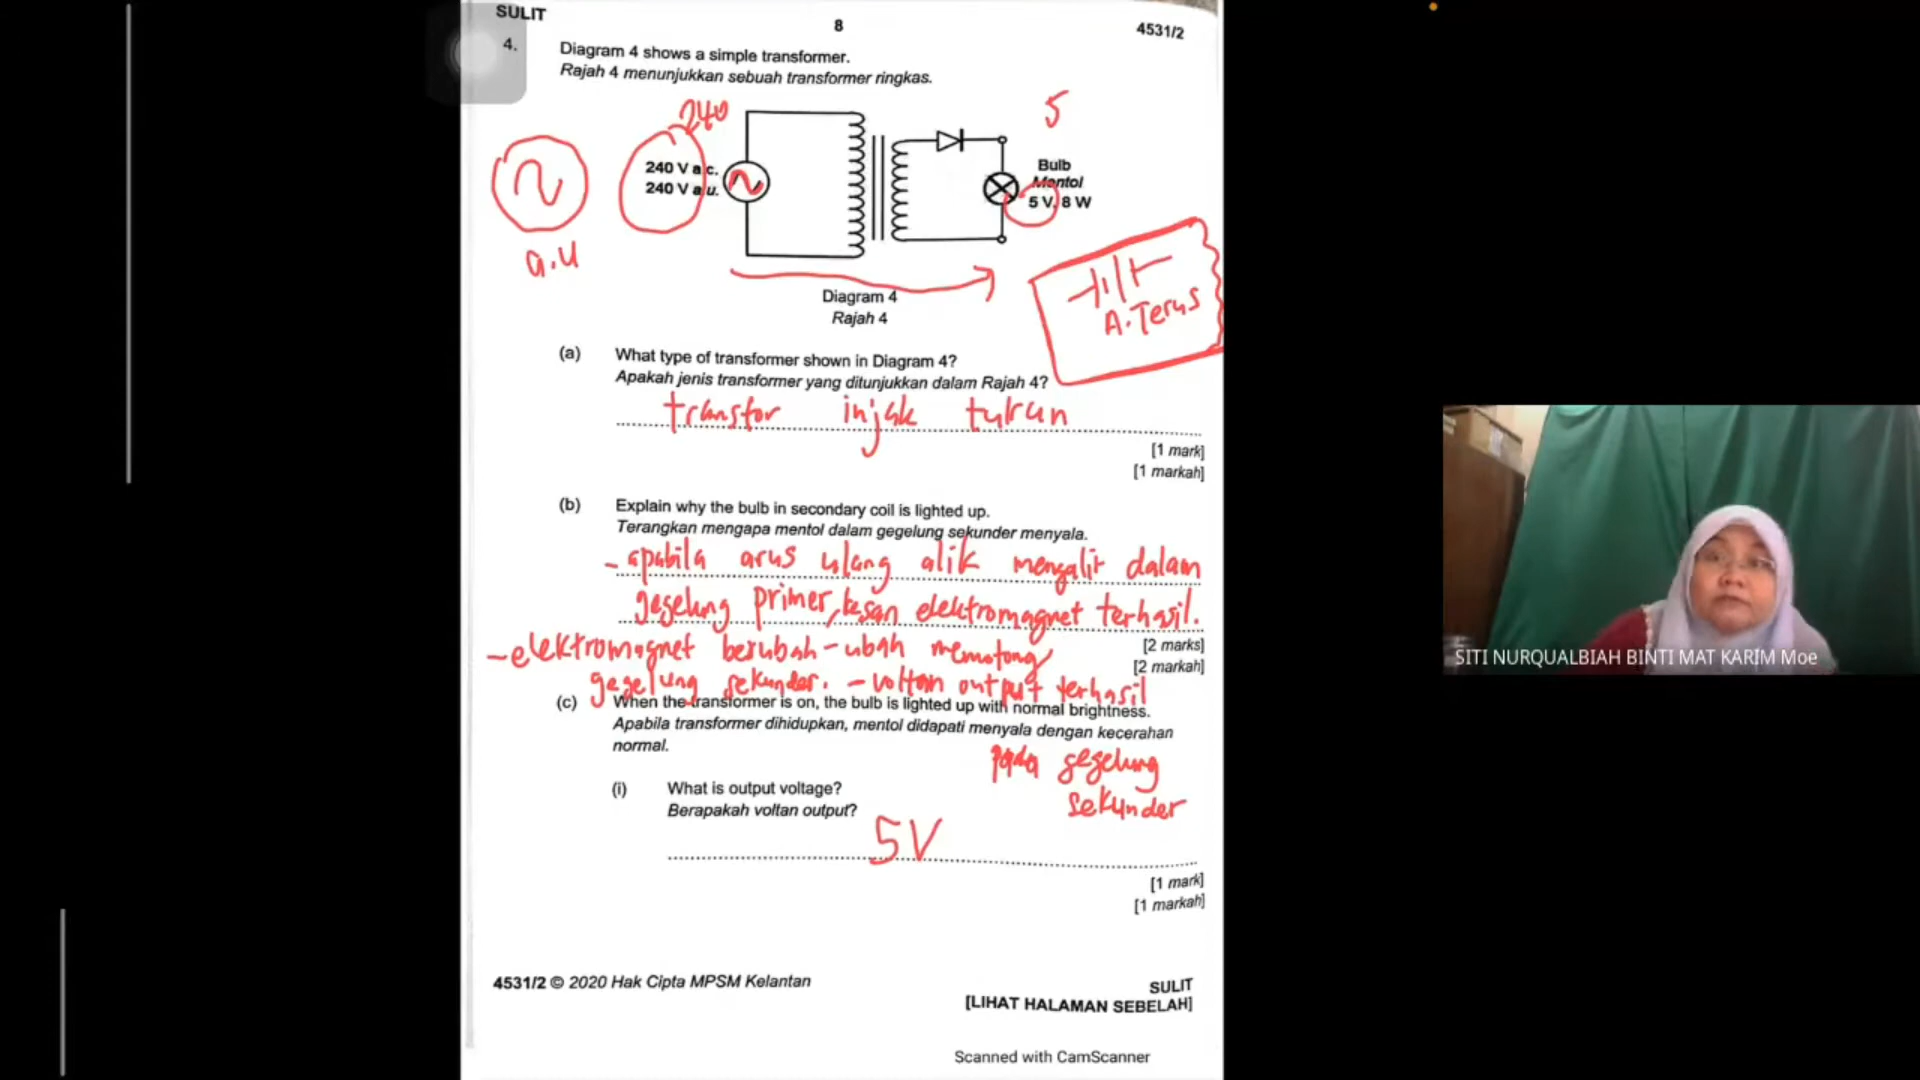 SULIT
8
4531/2
4.
Diagram 4 shows a simple transformer.
Rajah 4 menunjukkan sebuah transformer ringkas.
240
5
240 V a.c.
240 V a.u.
Bulb
Mentol
5 V, 8 W
a.u
A. Terus
Diagram 4
Rajah 4
(a) What type of transformer shown in Diagram 4?
Apakah jenis transformer yang ditunjukkan dalam Rajah 4?
transfor injak turun
[1 mark]
[1 markah]
(b) Explain why the bulb in secondary coil is lighted up.
Terangkan mengapa mentol dalam gegelung sekunder menyala.
- apabila arus ulang alik mengalir dalam
gegelung primer, kesan elektromagnet terhasil.
[2 marks]
- elektromagnet berubah-ubah memotong
[2 markah]
gegelung sekunder. - voltan output terhasil
(c) When the transformer is on, the bulb is lighted up with normal brightness.
Apabila transformer dihidupkan, mentol didapati menyala dengan kecerahan
normal.
pada gegelung
sekunder
(i) What is output voltage?
Berapakah voltan output?
5V
[1 mark]
[1 markah]
4531/2 © 2020 Hak Cipta MPSM Kelantan
SULIT
[LIHAT HALAMAN SEBELAH]
Scanned with CamScanner
SITI NURQUALBIAH BINTI MAT KARIM Moe